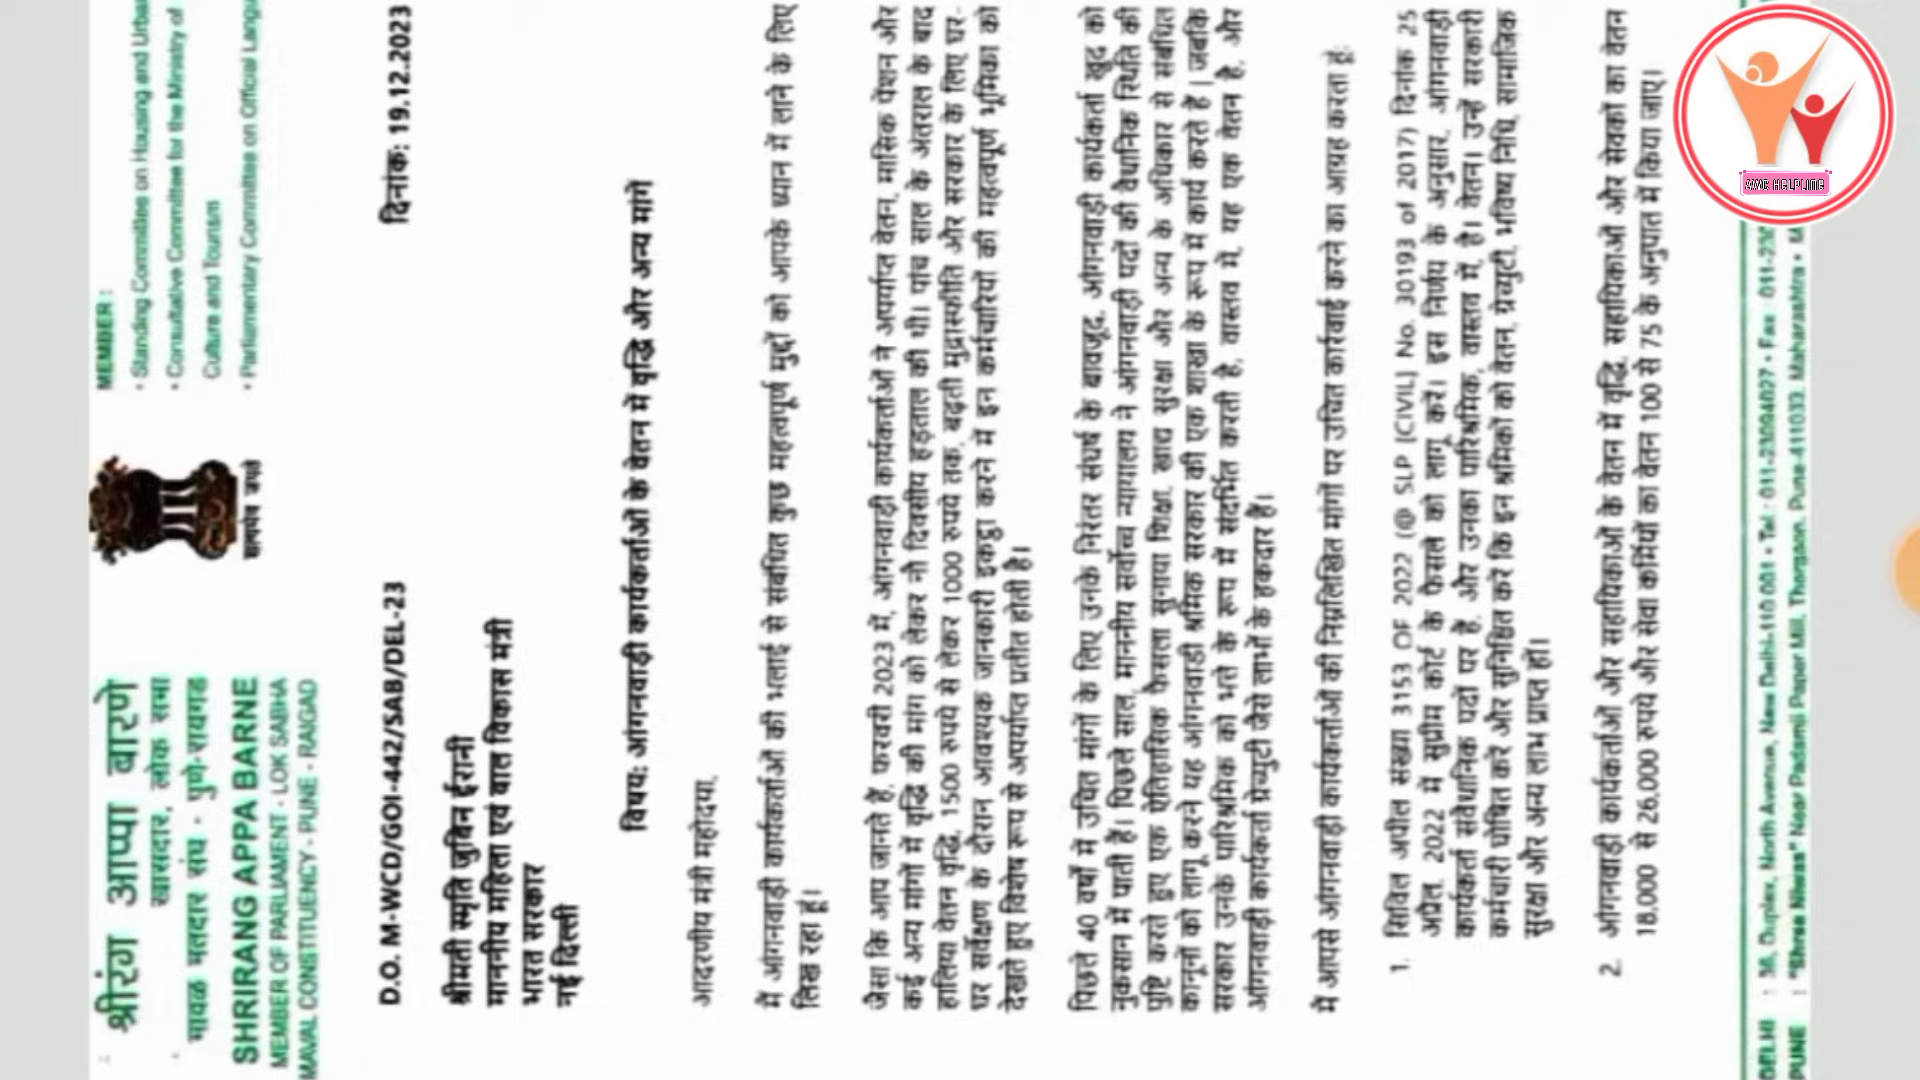 श्रीरंग आप्पा बारणे
खासदार, लोक सभा
मावळ मतदार संघ - पुणे-रायगड
SHRIRANG APPA BARNE
MEMBER OF PARLIAMENT - LOK SABHA
MAVAL CONSTITUENCY - PUNE - RAIGAD
सत्यमेव जयते
MEMBER :
• Standing Committee on Housing and Urban
• Consultative Committee for the Ministry of
Culture and Tourism
• Parliamentary Committee on Official Langu
D.O. M-WCD/GOI-442/SAB/DEL-23
दिनांक: 19.12.2023
श्रीमती स्मृति जुबिन ईरानी
माननीय महिला एवं बाल विकास मंत्री
भारत सरकार
नई दिल्ली
विषय: आंगनवाड़ी कार्यकर्ताओं के वेतन में वृद्धि और अन्य मांगे
आदरणीय मंत्री महोदया,
मैं आंगनवाड़ी कार्यकर्ताओं की भलाई से संबंधित कुछ महत्वपूर्ण मुद्दों को आपके ध्यान में लाने के लिए
लिख रहा हूं।
जैसा कि आप जानते हैं, फरवरी 2023 में, आंगनवाड़ी कार्यकर्ताओं ने अपर्याप्त वेतन, मासिक पेंशन और
कई अन्य मांगों में वृद्धि की मांग को लेकर नौ दिवसीय हड़ताल की थी। पांच साल के अंतराल के बाद
हालिया वेतन वृद्धि, 1500 रुपये से लेकर 1000 रुपये तक, बढ़ती मुद्रास्फीति और सरकार के लिए घर-
घर सर्वेक्षण के दौरान आवश्यक जानकारी इकट्ठा करने में इन कर्मचारियों की महत्वपूर्ण भूमिका को
देखते हुए विशेष रूप से अपर्याप्त प्रतीत होती है।
पिछले 40 वर्षों में उचित मांगों के लिए उनके निरंतर संघर्ष के बावजूद, आंगनवाड़ी कार्यकर्ता खुद को
नुकसान में पाती हैं। पिछले साल, माननीय सर्वोच्च न्यायालय ने आंगनवाड़ी पदों की वैधानिक स्थिति की
पुष्टि करते हुए एक ऐतिहासिक फैसला सुनाया शिक्षा, खाद्य सुरक्षा और अन्य के अधिकार से संबंधित
कानूनों को लागू करने यह आंगनवाड़ी श्रमिक सरकार की एक शाखा के रूप में कार्य करते हैं। जबकि
सरकार उनके पारिश्रमिक को भत्ते के रूप में संदर्भित करती है, वास्तव में, यह एक वेतन है, और
आंगनवाड़ी कार्यकर्ता ग्रेच्युटी जैसे लाभों के हकदार हैं।
मैं आपसे आंगनवाड़ी कार्यकर्ताओं की निम्नलिखित मांगों पर उचित कार्रवाई करने का आग्रह करता हूं:
1. सिविल अपील संख्या 3153 OF 2022 (@ SLP [CIVIL] No. 30193 of 2017) दिनांक 25
अप्रैल, 2022 में सुप्रीम कोर्ट के फैसले को लागू करें। इस निर्णय के अनुसार, आंगनवाड़ी
कार्यकर्ता संवैधानिक पदों पर हैं, और उनका पारिश्रमिक, वास्तव में, है। वेतन। उन्हें सरकारी
कर्मचारी घोषित करें और सुनिश्चित करें कि इन श्रमिकों को वेतन, ग्रेच्युटी, भविष्य निधि, सामाजिक
सुरक्षा और अन्य लाभ प्राप्त हों।
2. आंगनवाड़ी कार्यकर्ताओं और सहायिकाओं के वेतन में वृद्धि, सहायिकाओं और सेवकों का वेतन
18,000 से 26,000 रुपये और सेवा कर्मियों का वेतन 100 से 75 के अनुपात में किया जाए।
DELHI : 38, Duplex, North Avenue, New Delhi-110 001 • Tel : 011-23094027 • Fax 011-230
PUNE : "Shree Niwas" Near Padamji Paper Mill, Thergaon, Pune-411033, Maharashtra • M
AWC HELPLINE